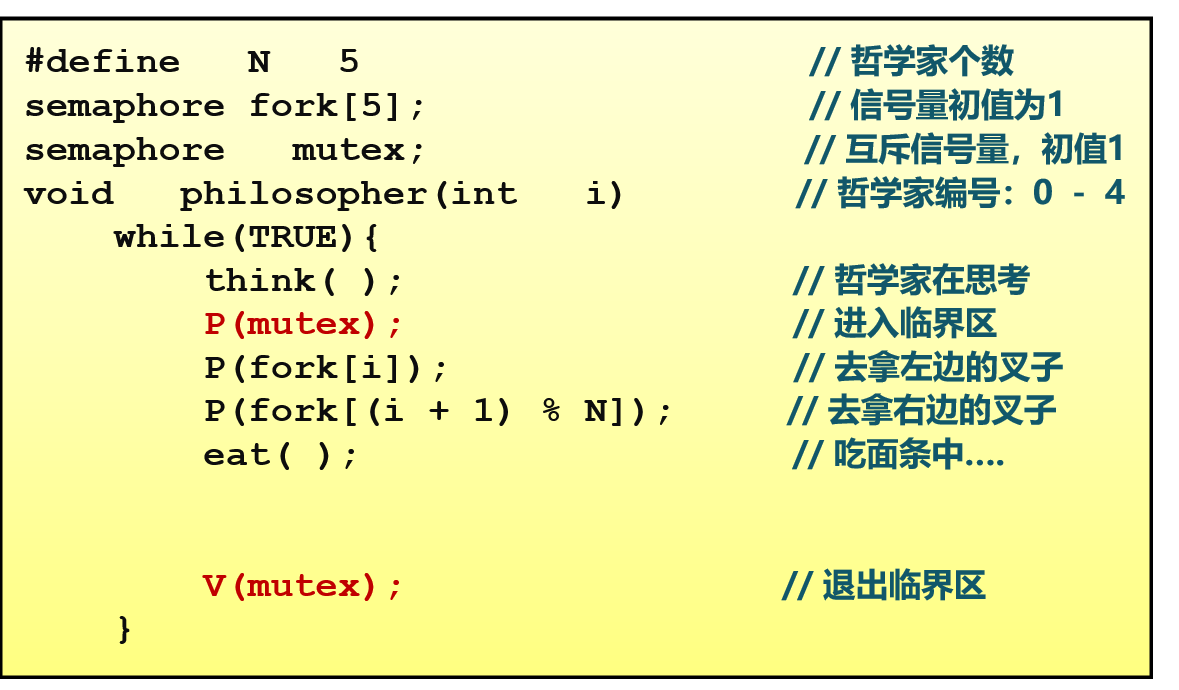 #define   N   5   // 哲学家个数
semaphore fork[5];   // 信号量初值为1
semaphore   mutex;   // 互斥信号量，初值1
void   philosopher(int   i)   // 哲学家编号：0 - 4
while(TRUE){
think( );   // 哲学家在思考
P(mutex);   // 进入临界区
P(fork[i]);   // 去拿左边的叉子
P(fork[(i + 1) % N]);   // 去拿右边的叉子
eat( );   // 吃面条中….
V(mutex);   // 退出临界区
}